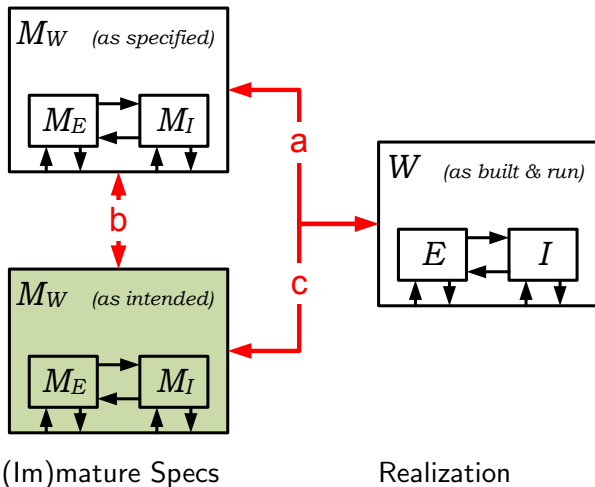 M_W (as specified)
M_E M_I
a
W (as built & run)
b
E I
c
M_W (as intended)
M_E M_I
(Im)mature Specs Realization